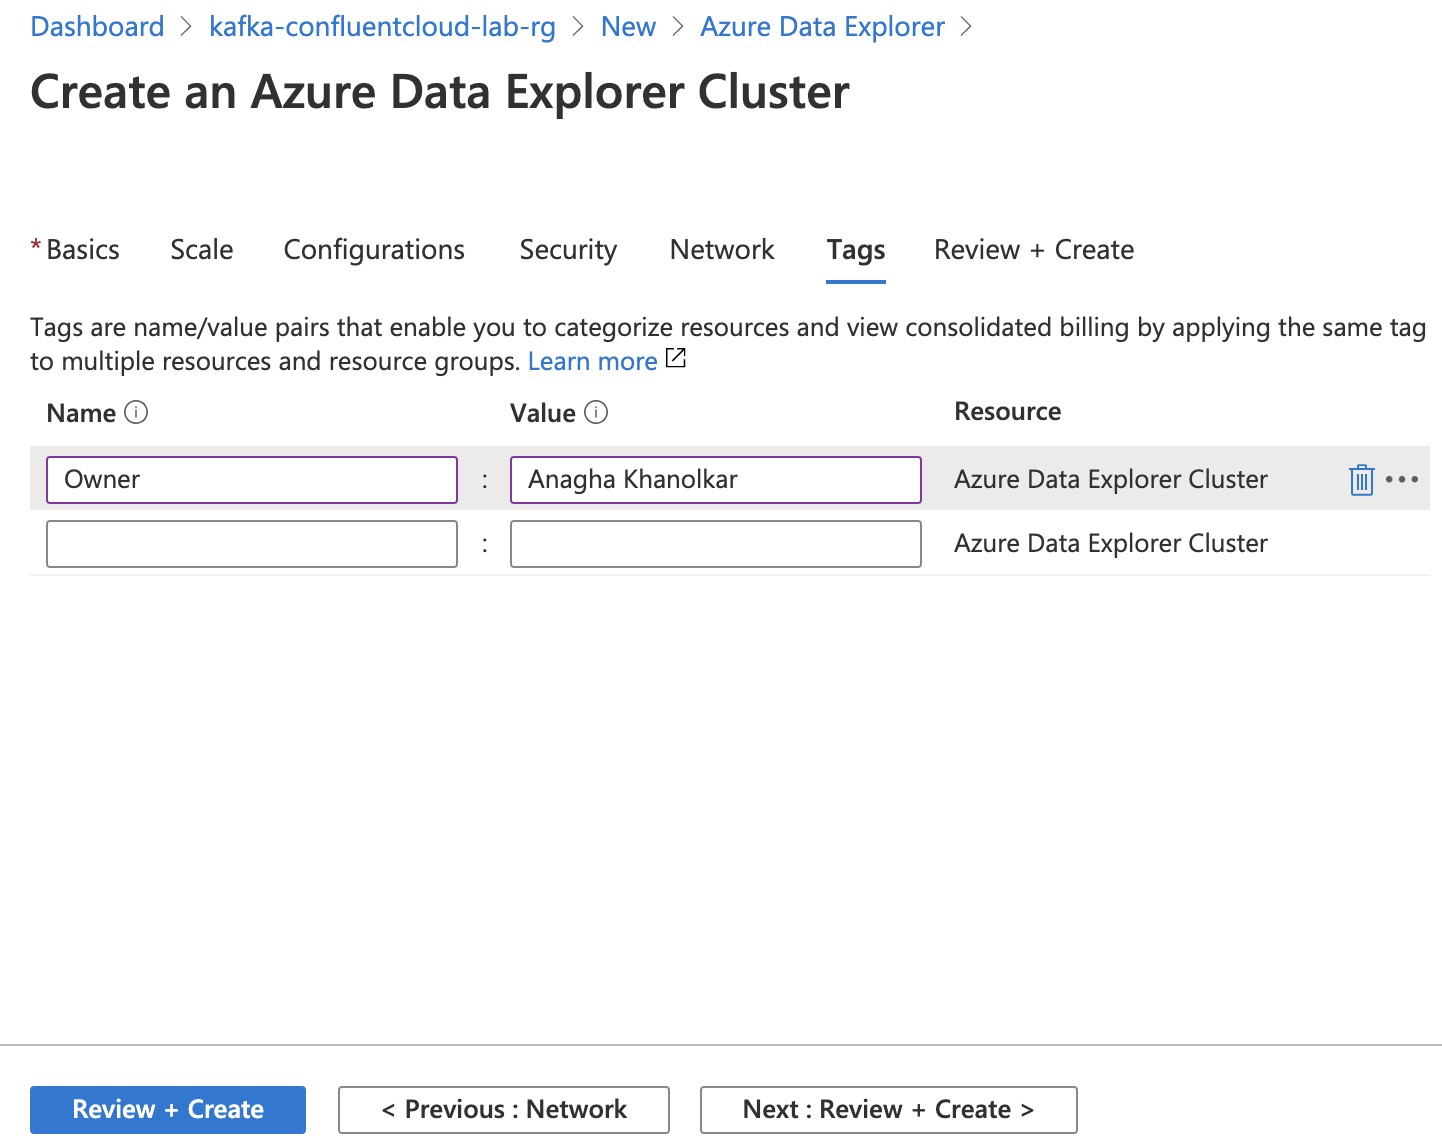 Dashboard > kafka-confluentcloud-lab-rg > New > Azure Data Explorer >
Create an Azure Data Explorer Cluster
* Basics Scale Configurations Security Network Tags Review + Create
Tags are name/value pairs that enable you to categorize resources and view consolidated billing by applying the same tag
to multiple resources and resource groups. Learn more
Name Value Resource
Owner : Anagha Khanolkar Azure Data Explorer Cluster
: Azure Data Explorer Cluster
Review + Create < Previous : Network Next : Review + Create >